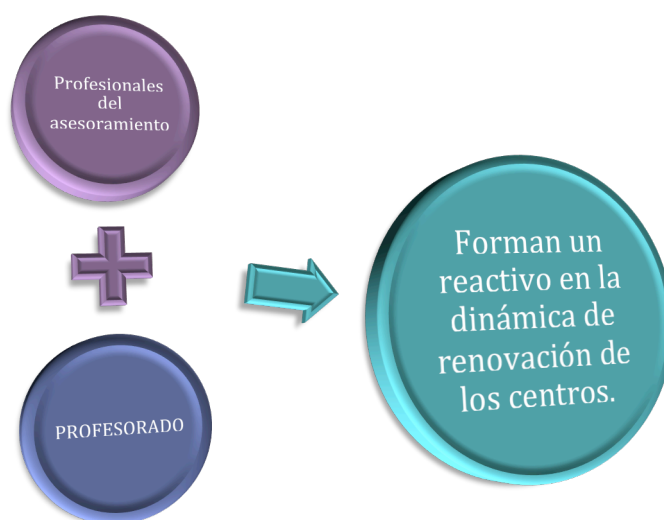 Profesionales
del
asesoramiento
PROFESORADO
Forman un
reactivo en la
dinámica de
renovación de
los centros.